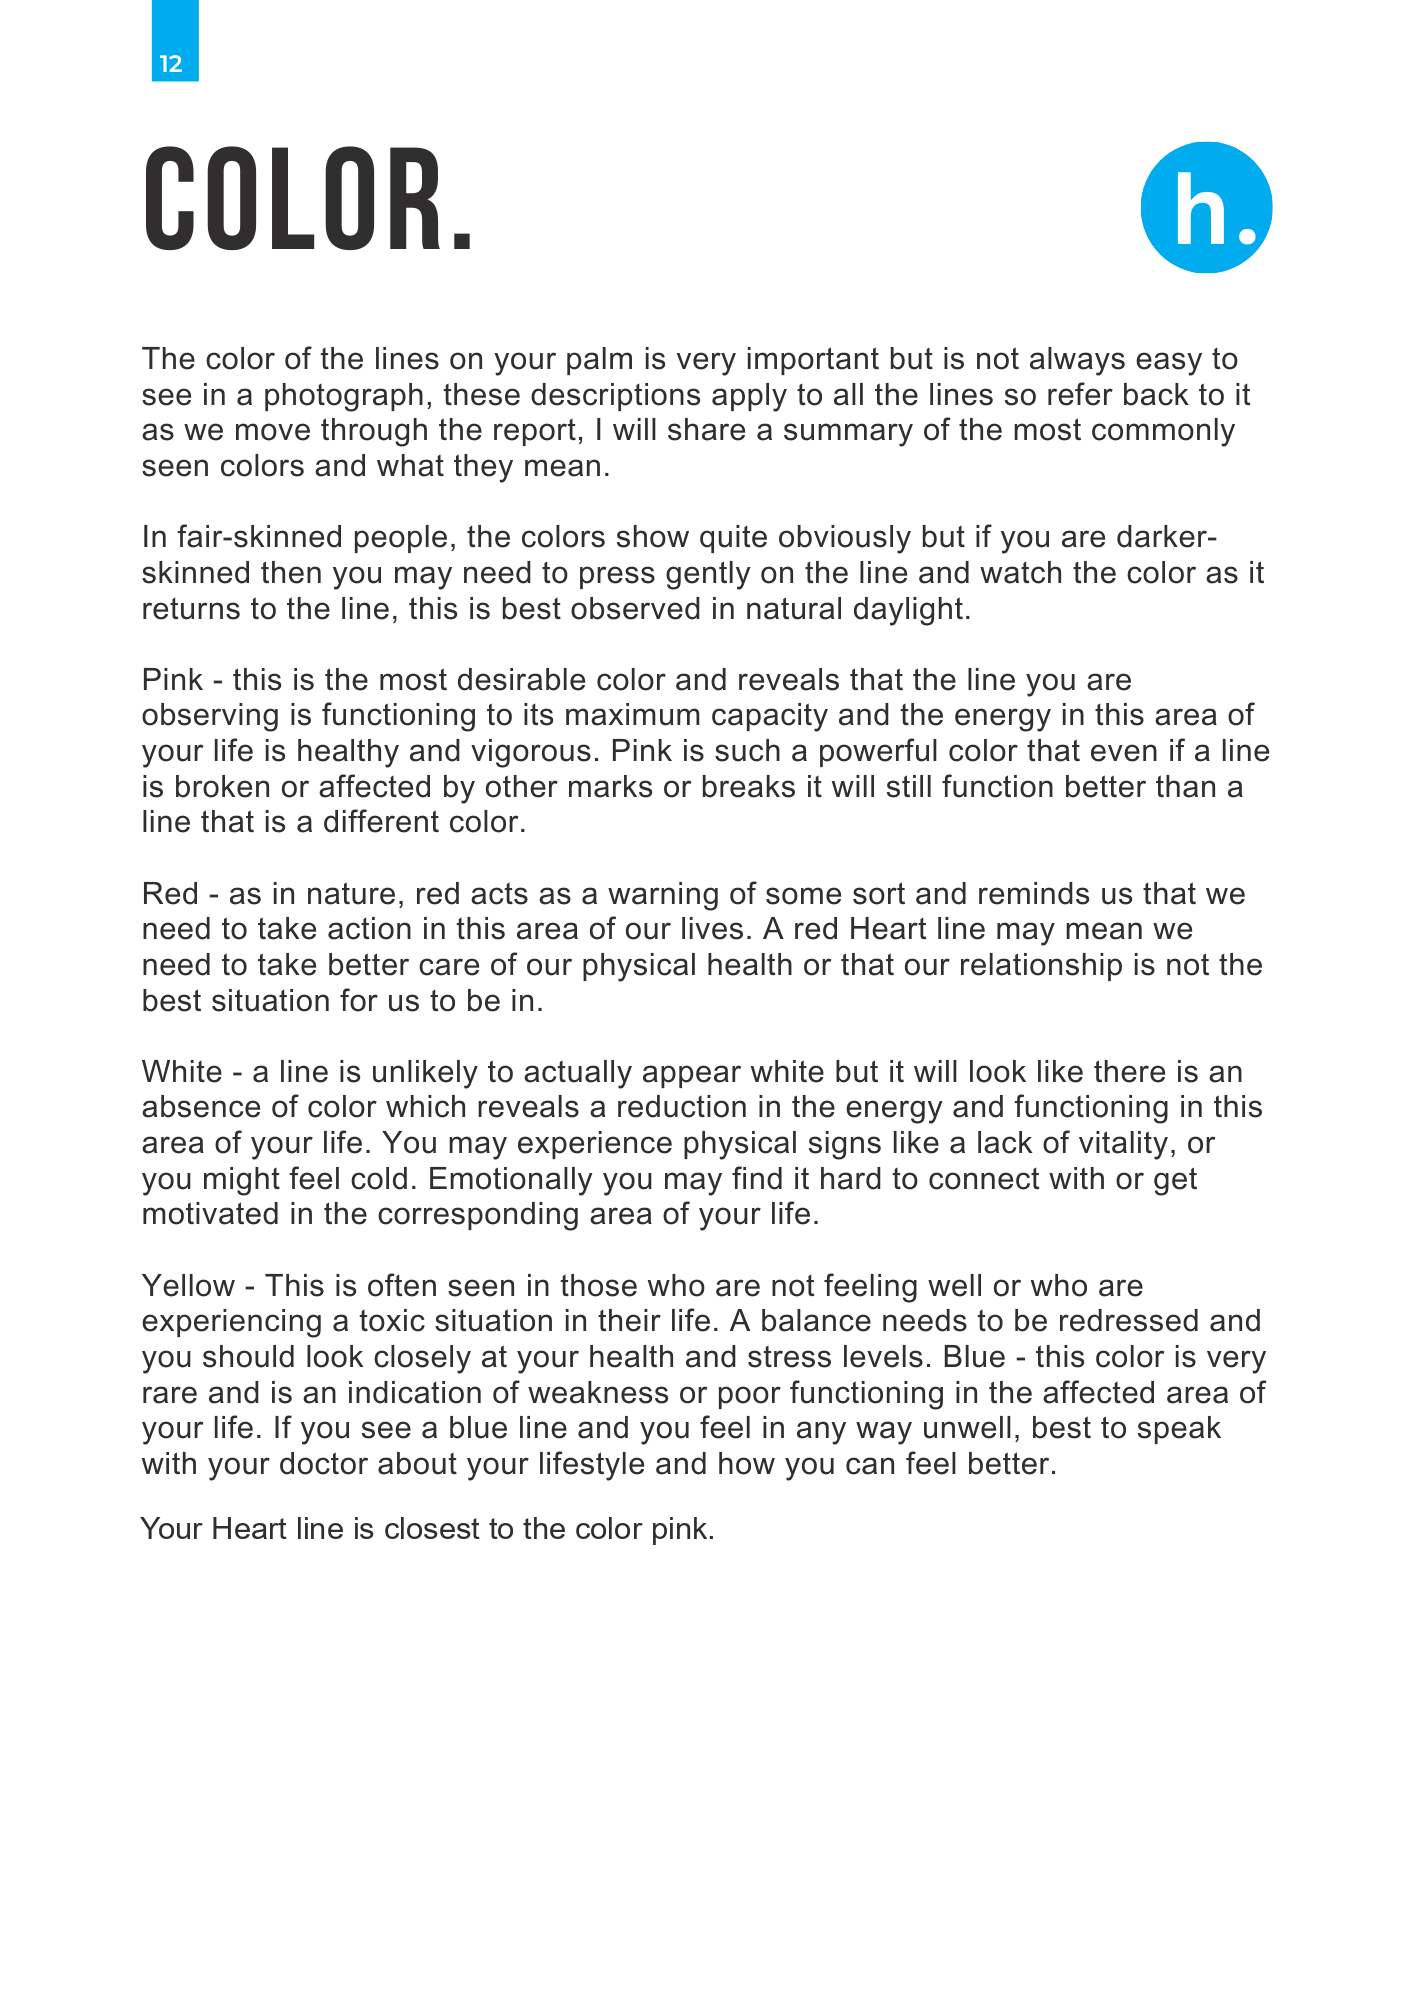 12
COLOR.
h.
The color of the lines on your palm is very important but is not always easy to
see in a photograph, these descriptions apply to all the lines so refer back to it
as we move through the report, I will share a summary of the most commonly
seen colors and what they mean.
In fair-skinned people, the colors show quite obviously but if you are darker-
skinned then you may need to press gently on the line and watch the color as it
returns to the line, this is best observed in natural daylight.
Pink - this is the most desirable color and reveals that the line you are
observing is functioning to its maximum capacity and the energy in this area of
your life is healthy and vigorous. Pink is such a powerful color that even if a line
is broken or affected by other marks or breaks it will still function better than a
line that is a different color.
Red - as in nature, red acts as a warning of some sort and reminds us that we
need to take action in this area of our lives. A red Heart line may mean we
need to take better care of our physical health or that our relationship is not the
best situation for us to be in.
White - a line is unlikely to actually appear white but it will look like there is an
absence of color which reveals a reduction in the energy and functioning in this
area of your life. You may experience physical signs like a lack of vitality, or
you might feel cold. Emotionally you may find it hard to connect with or get
motivated in the corresponding area of your life.
Yellow - This is often seen in those who are not feeling well or who are
experiencing a toxic situation in their life. A balance needs to be redressed and
you should look closely at your health and stress levels. Blue - this color is very
rare and is an indication of weakness or poor functioning in the affected area of
your life. If you see a blue line and you feel in any way unwell, best to speak
with your doctor about your lifestyle and how you can feel better.
Your Heart line is closest to the color pink.